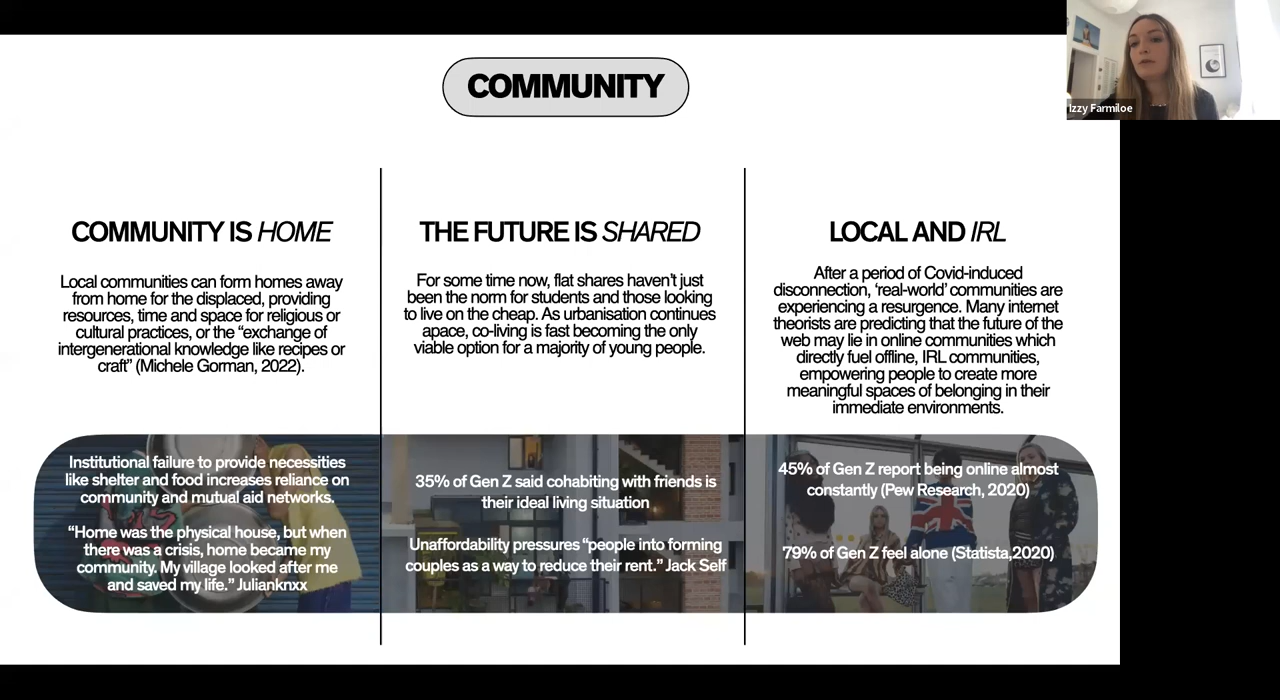 COMMUNITY
Izzy Farmiloe
COMMUNITY IS HOME
Local communities can form homes away
from home for the displaced, providing
resources, time and space for religious or
cultural practices, or the “exchange of
intergenerational knowledge like recipes or
craft” (Michele Gorman, 2022).
Institutional failure to provide necessities
like shelter and food increases reliance on
community and mutual aid networks.
“Home was the physical house, but when
there was a crisis, home became my
community. My village looked after me
and saved my life.” Julianknxx
THE FUTURE IS SHARED
For some time now, flat shares haven’t just
been the norm for students and those looking
to live on the cheap. As urbanisation continues
apace, co-living is fast becoming the only
viable option for a majority of young people.
35% of Gen Z said cohabiting with friends is
their ideal living situation
Unaffordability pressures “people into forming
couples as a way to reduce their rent.” Jack Self
LOCAL AND IRL
After a period of Covid-induced
disconnection, ‘real-world’ communities are
experiencing a resurgence. Many internet
theorists are predicting that the future of the
web may lie in online communities which
directly fuel offline, IRL communities,
empowering people to create more
meaningful spaces of belonging in their
immediate environments.
45% of Gen Z report being online almost
constantly (Pew Research, 2020)
79% of Gen Z feel alone (Statista,2020)